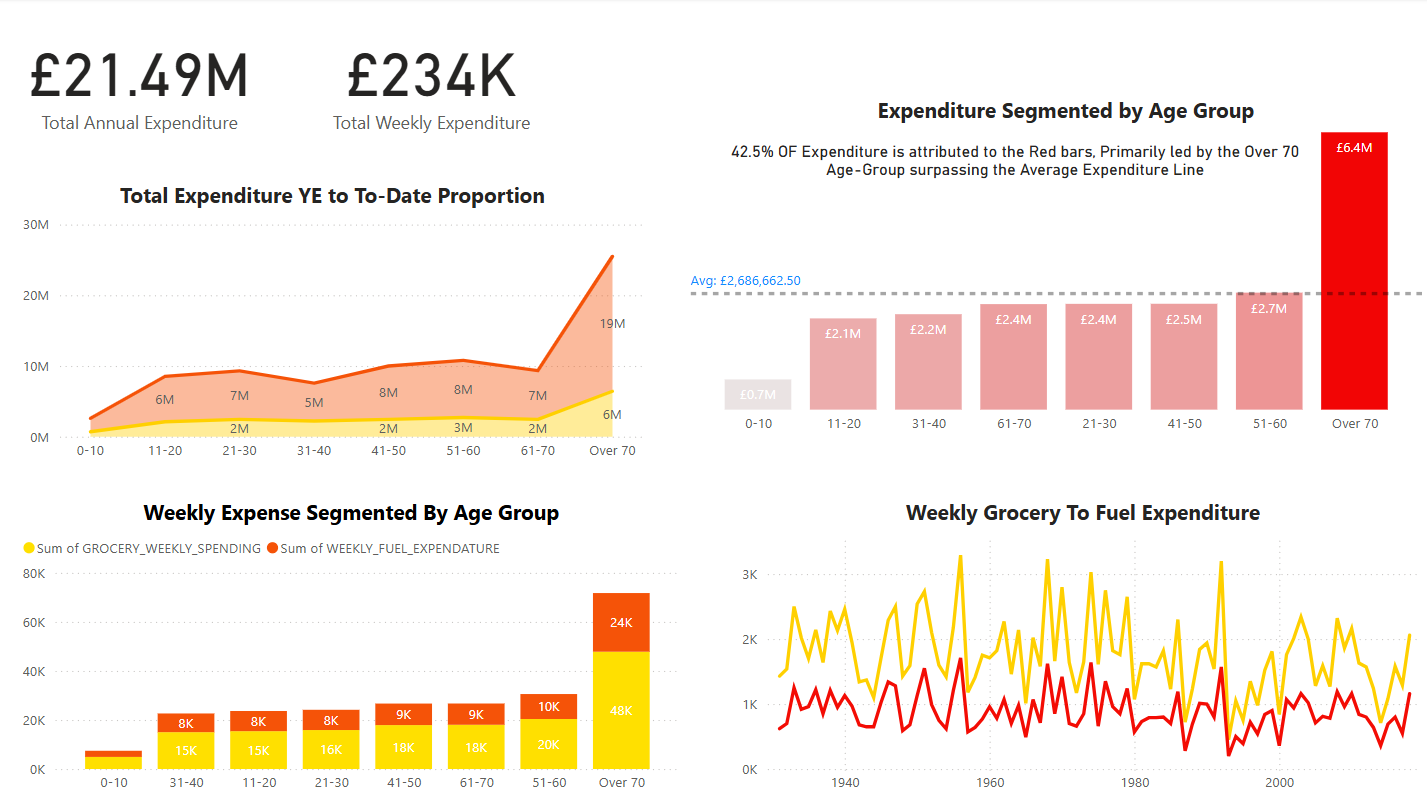 £21.49M
Total Annual Expenditure
£234K
Total Weekly Expenditure
Total Expenditure YE to To-Date Proportion
30M
20M
10M
0M
6M
7M
5M
8M
8M
7M
19M
2M
2M
3M
2M
6M
0-10
11-20
21-30
31-40
41-50
51-60
61-70
Over 70
Expenditure Segmented by Age Group
42.5% OF Expenditure is attributed to the Red bars, Primarily led by the Over 70
Age-Group surpassing the Average Expenditure Line
Avg: £2,686,662.50
£0.7M
£2.1M
£2.2M
£2.4M
£2.4M
£2.5M
£2.7M
£6.4M
0-10
11-20
31-40
61-70
21-30
41-50
51-60
Over 70
Weekly Expense Segmented By Age Group
Sum of GROCERY_WEEKLY_SPENDING
Sum of WEEKLY_FUEL_EXPENDATURE
80K
60K
40K
20K
0K
8K
8K
8K
9K
9K
10K
24K
15K
15K
16K
18K
18K
20K
48K
0-10
31-40
11-20
21-30
41-50
61-70
51-60
Over 70
Weekly Grocery To Fuel Expenditure
3K
2K
1K
0K
1940
1960
1980
2000